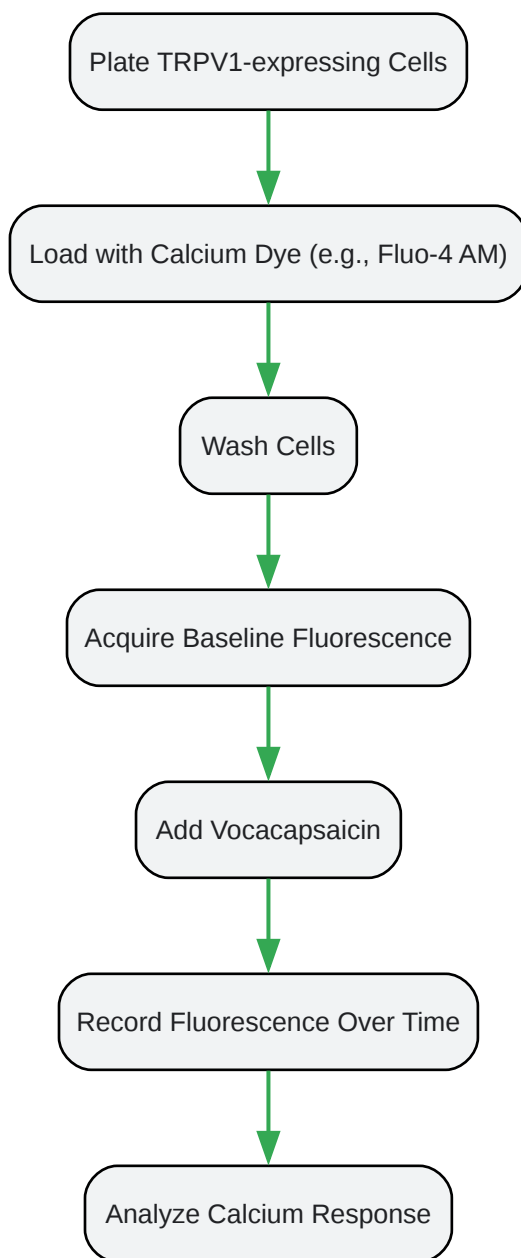 Plate TRPV1-expressing Cells
Load with Calcium Dye (e.g., Fluo-4 AM)
Wash Cells
Acquire Baseline Fluorescence
Add Vocacapsaicin
Record Fluorescence Over Time
Analyze Calcium Response